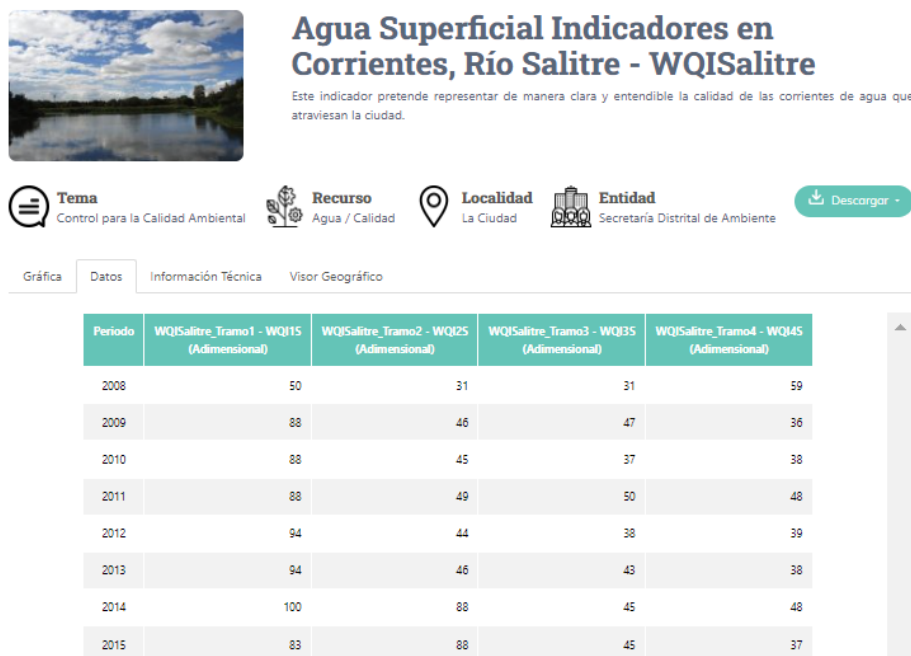 Agua Superficial Indicadores en
Corrientes, Río Salitre - WQISalitre
Este indicador pretende representar de manera clara y entendible la calidad de las corrientes de agua que
atraviesan la ciudad.
Tema
Control para la Calidad Ambiental
Recurso
Agua / Calidad
Localidad
La Ciudad
Entidad
Secretaría Distrital de Ambiente
Descargar
Gráfica Datos Información Técnica Visor Geográfico
Periodo WQISalitre_Tramo1 - WQI1S (Adimensional) WQISalitre_Tramo2 - WQI2S (Adimensional) WQISalitre_Tramo3 - WQI3S (Adimensional) WQISalitre_Tramo4 - WQI4S (Adimensional)
2008 50 31 31 59
2009 88 46 47 36
2010 88 45 37 38
2011 88 49 50 48
2012 94 44 38 39
2013 94 46 43 38
2014 100 88 45 48
2015 83 88 45 37